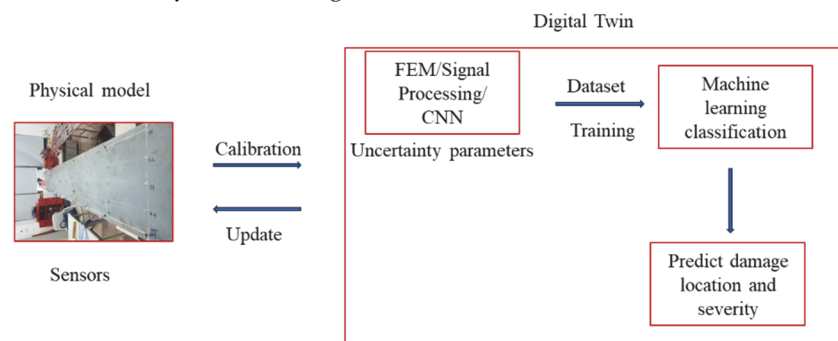 Digital Twin
Physical model
Sensors
Calibration
Update
FEM/Signal
Processing/
CNN
Uncertainty parameters
Dataset
Training
Machine
learning
classification
Predict damage
location and
severity